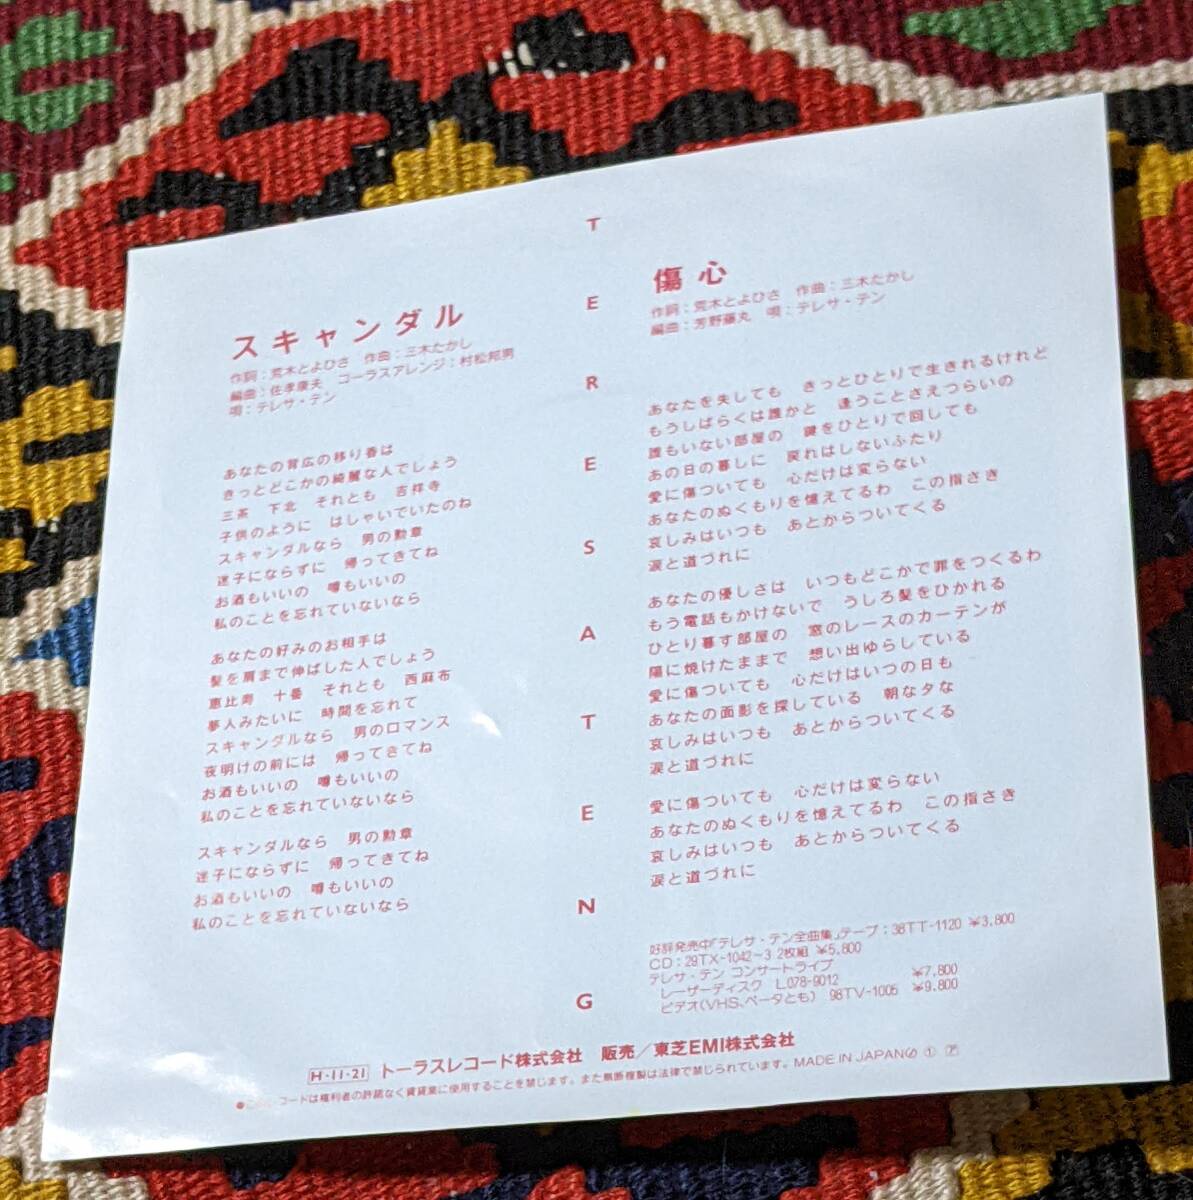 スキャンダル
作詞：荒木とよひさ　作曲：三木たかし
編曲：佐孝康夫　コーラスアレンジ：村松邦男
唄：テレサ・テン
あなたの背広の移り香は
きっとどこかの綺麗な人でしょう
三茶　下北　それとも　吉祥寺
子供のように　はしゃいでいたのね
スキャンダルなら　男の勲章
迷子にならずに　帰ってきてね
お酒もいいの　噂もいいの
私のことを忘れていないなら
あなたの好みのお相手は
髪を肩まで伸ばした人でしょう
恵比寿　十番　それとも　西麻布
夢人みたいに　時間を忘れて
スキャンダルなら　男のロマンス
夜明けの前には　帰ってきてね
お酒もいいの　噂もいいの
私のことを忘れていないなら
スキャンダルなら　男の勲章
迷子にならずに　帰ってきてね
お酒もいいの　噂もいいの
私のことを忘れていないなら
TERESA TENG
傷心
作詞：荒木とよひさ　作曲：三木たかし
編曲：芳野藤丸　唄：テレサ・テン
あなたを失しても　きっとひとりで生きれるけれど
もうしばらくは誰かと　逢うことさえつらいの
誰もいない部屋の　鍵をひとりで回しても
あの日の暮しに　戻れはしないふたり
愛に傷ついても　心だけは変らない
あなたのぬくもりを憶えてるわ　この指さき
哀しみはいつも　あとからついてくる
涙と道づれに
あなたの優しさは　いつもどこかで罪をつくるわ
もう電話もかけないで　うしろ髪をひかれる
ひとり暮す部屋の　窓のレースのカーテンが
陽に焼けたままで　想い出ゆらしている
愛に傷ついても　心だけはいつの日も
あなたの面影を探している　朝な夕な
哀しみはいつも　あとからついてくる
涙と道づれに
愛に傷ついても　心だけは変らない
あなたのぬくもりを憶えてるわ　この指さき
哀しみはいつも　あとからついてくる
涙と道づれに
好評発売中「テレサ・テン全曲集」テープ：38TT-1120 ¥3,800
CD：29TX-1042〜3 2枚組 ¥5,800
テレサ・テン コンサートライブ
レーザーディスク L078-9012 ¥7,800
ビデオ(VHS、ベータとも) 98TV-1005 ¥9,800
H・11・21 トーラスレコード株式会社　販売／東芝EMI株式会社
コードは権利者の許諾なく賃貸業に使用することを禁じます。また無断複製は法律で禁じられています。MADE IN JAPAN ① ㋐